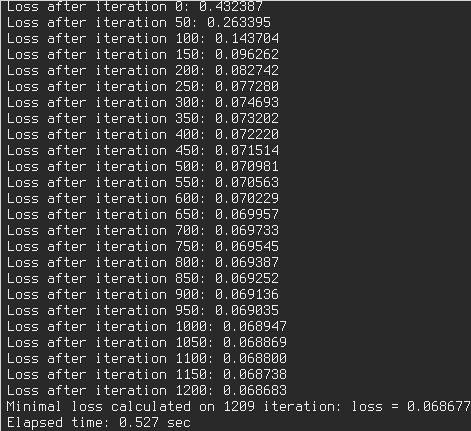 Loss after iteration 0: 0.432387
Loss after iteration 50: 0.263395
Loss after iteration 100: 0.143704
Loss after iteration 150: 0.096262
Loss after iteration 200: 0.082742
Loss after iteration 250: 0.077280
Loss after iteration 300: 0.074693
Loss after iteration 350: 0.073202
Loss after iteration 400: 0.072220
Loss after iteration 450: 0.071514
Loss after iteration 500: 0.070981
Loss after iteration 550: 0.070563
Loss after iteration 600: 0.070229
Loss after iteration 650: 0.069957
Loss after iteration 700: 0.069733
Loss after iteration 750: 0.069545
Loss after iteration 800: 0.069387
Loss after iteration 850: 0.069252
Loss after iteration 900: 0.069136
Loss after iteration 950: 0.069035
Loss after iteration 1000: 0.068947
Loss after iteration 1050: 0.068869
Loss after iteration 1100: 0.068800
Loss after iteration 1150: 0.068738
Loss after iteration 1200: 0.068683
Minimal loss calculated on 1209 iteration: loss = 0.068677
Elapsed time: 0.527 sec